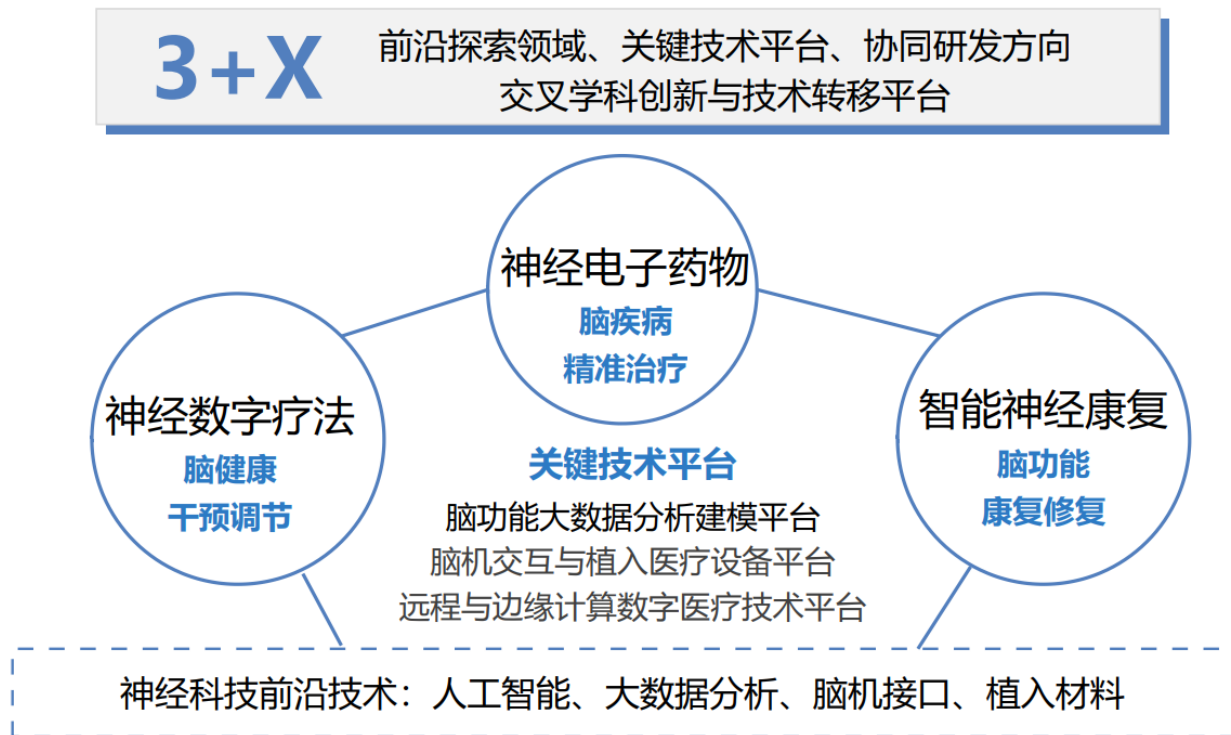 3+X
前沿探索领域、关键技术平台、协同研发方向
交叉学科创新与技术转移平台
神经电子药物
脑疾病
精准治疗
神经数字疗法
脑健康
干预调节
智能神经康复
脑功能
康复修复
关键技术平台
脑功能大数据分析建模平台
脑机交互与植入医疗设备平台
远程与边缘计算数字医疗技术平台
神经科技前沿技术：人工智能、大数据分析、脑机接口、植入材料